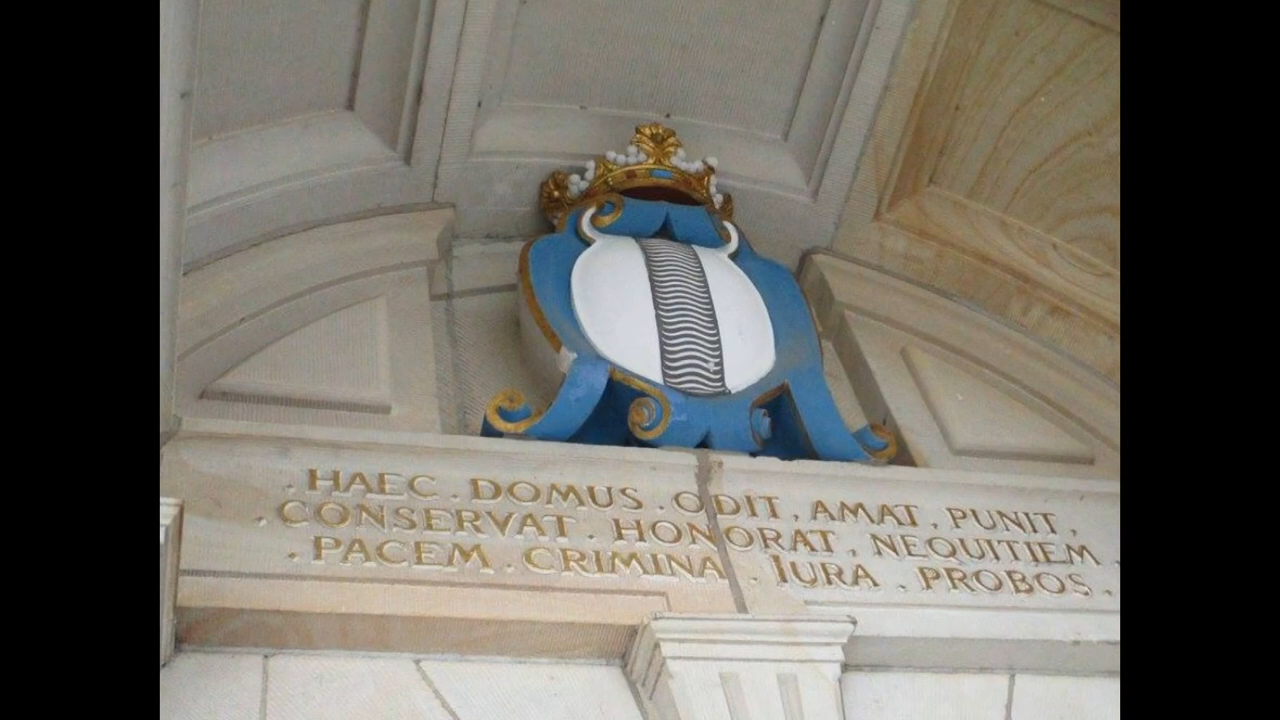 . HAEC . DOMUS . ODIT . AMAT . PUNIT .
. CONSERVAT . HONORAT . NEQUITIEM .
. PACEM . CRIMINA . IURA . PROBOS .